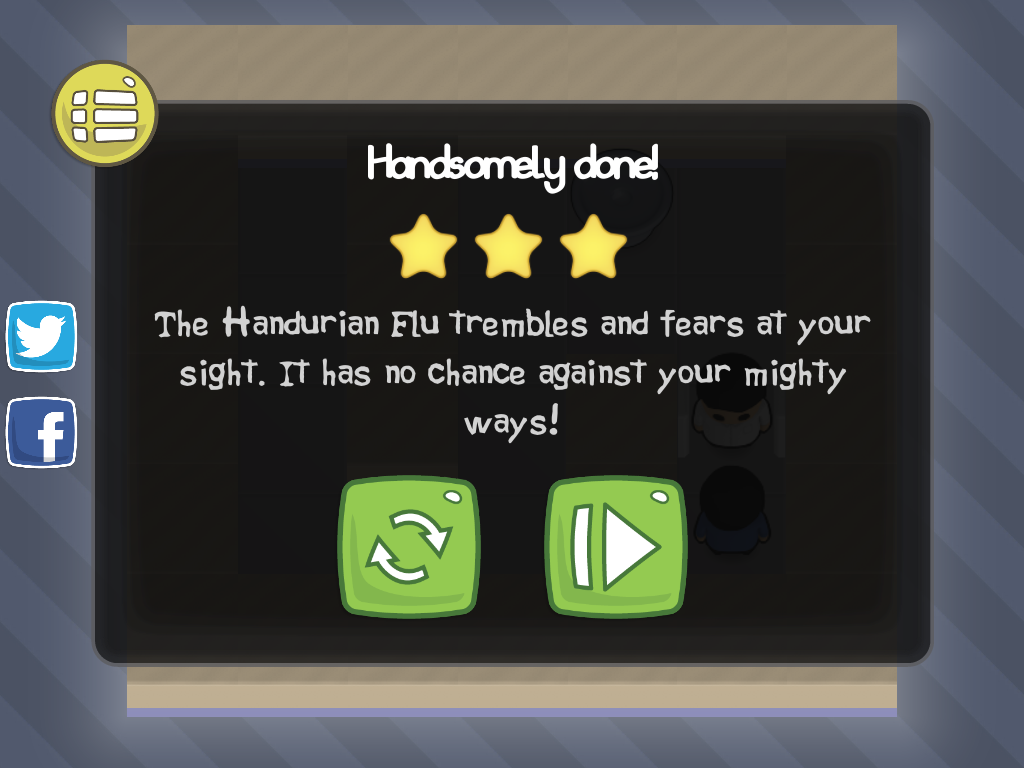 Handsomely done!
The Handurian Flu trembles and fears at your
sight. It has no chance against your mighty
ways!